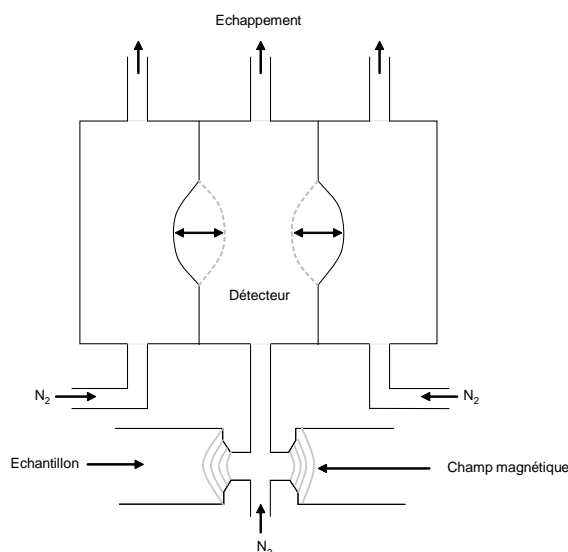 Echappement
Détecteur
N2
N2
Echantillon
Champ magnétique
N2